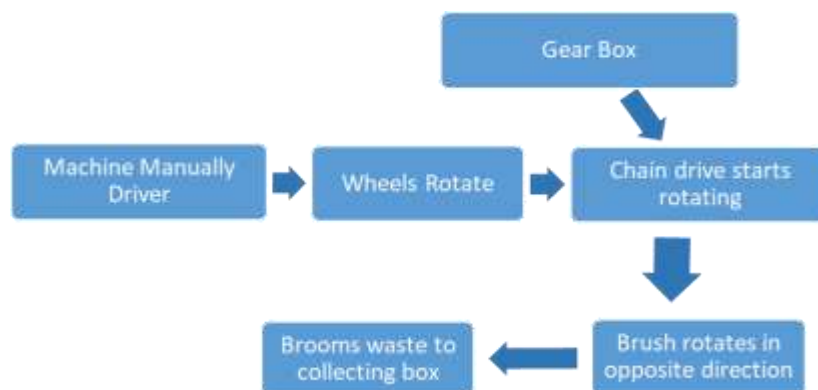 Gear Box
Machine Manually
Driver
Wheels Rotate
Chain drive starts
rotating
Brooms waste to
collecting box
Brush rotates in
opposite direction